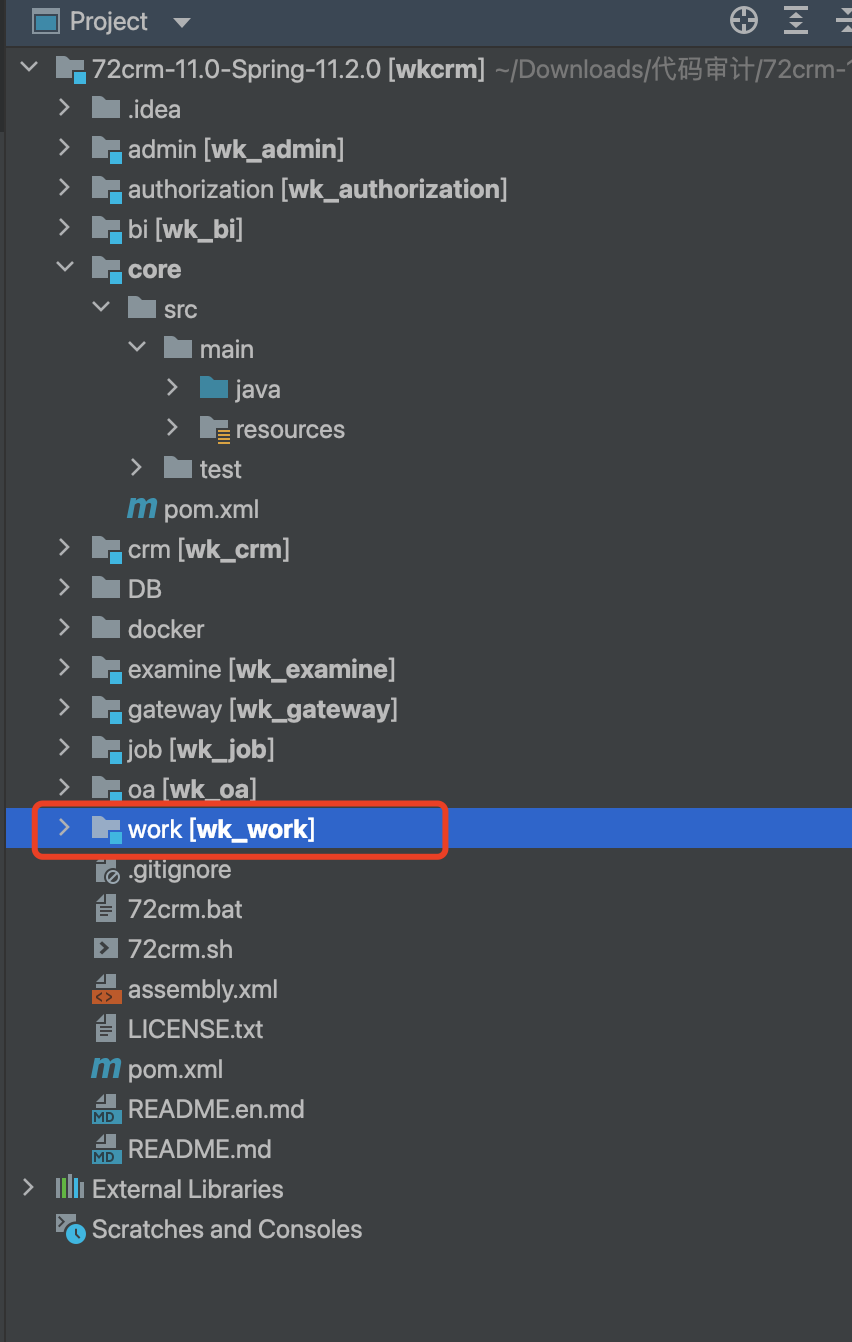 Project
72crm-11.0-Spring-11.2.0 [wkcrm] ~/Downloads/代码审计/72crm-
.idea
admin [wk_admin]
authorization [wk_authorization]
bi [wk_bi]
core
src
main
java
resources
test
pom.xml
crm [wk_crm]
DB
docker
examine [wk_examine]
gateway [wk_gateway]
job [wk_job]
oa [wk_oa]
work [wk_work]
.gitignore
72crm.bat
72crm.sh
assembly.xml
LICENSE.txt
pom.xml
README.en.md
README.md
External Libraries
Scratches and Consoles